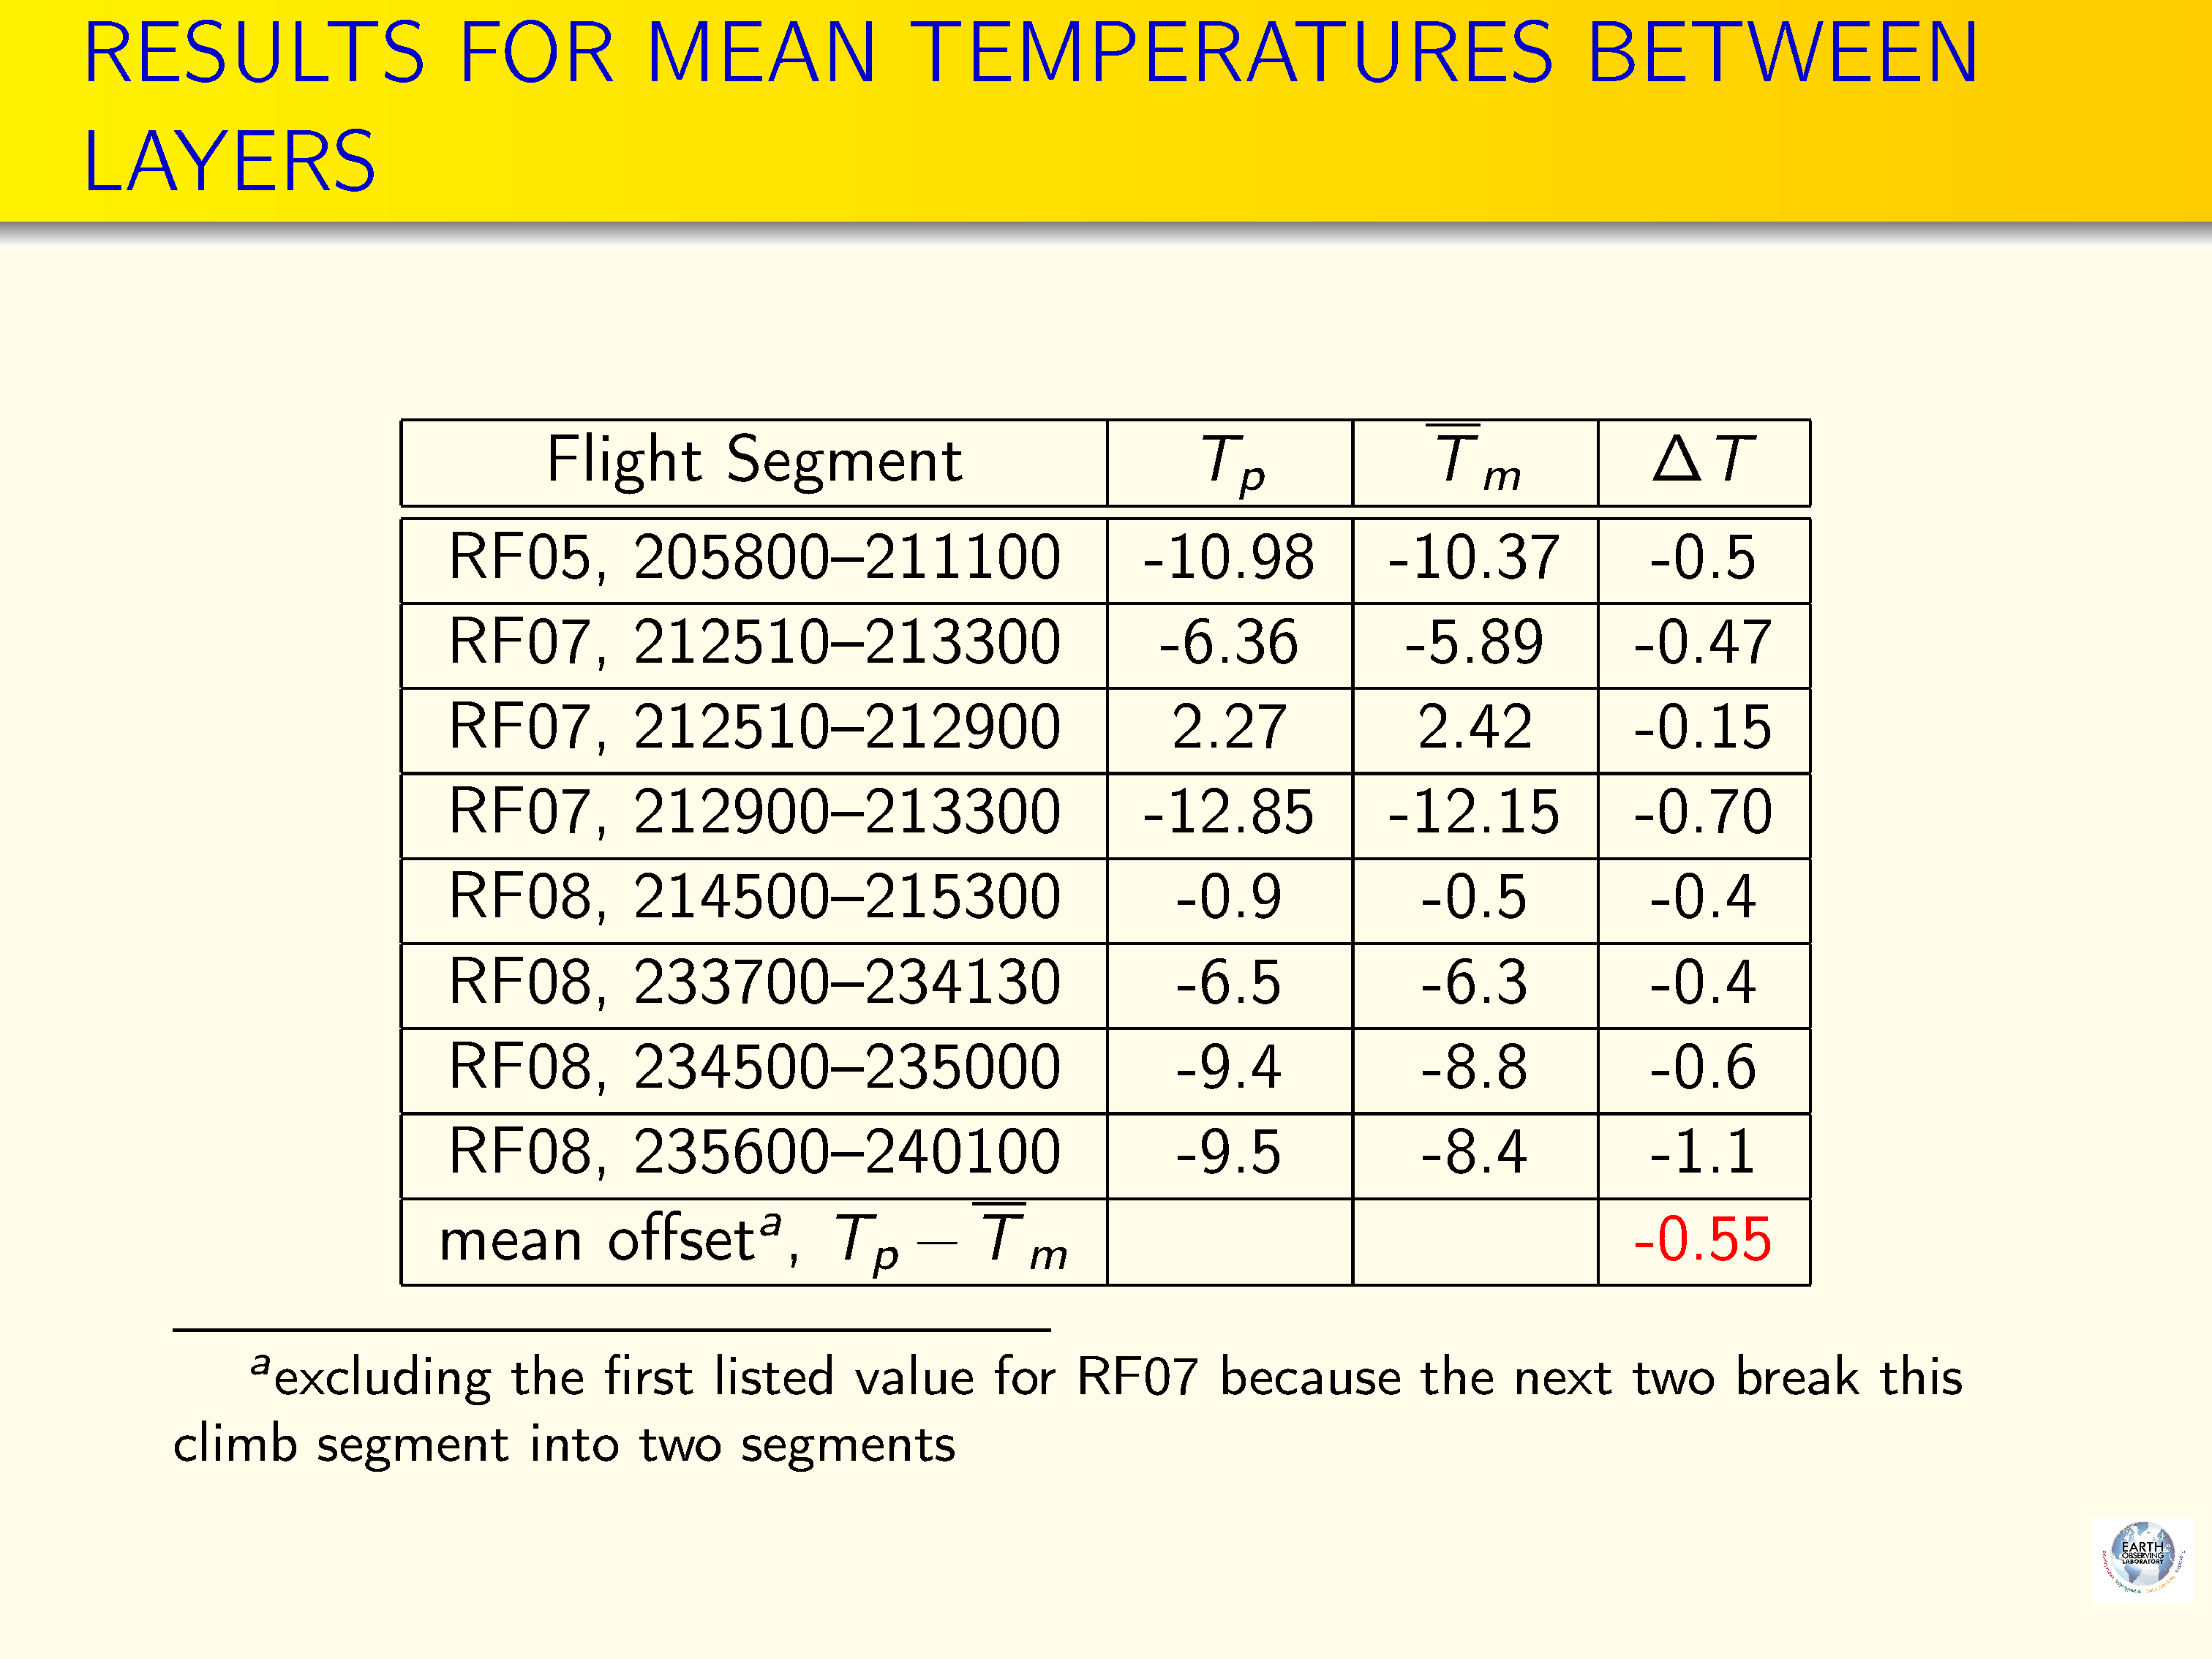 RESULTS FOR MEAN TEMPERATURES BETWEEN
LAYERS
Flight Segment T_p T̅_m ΔT
RF05, 205800–211100 -10.98 -10.37 -0.5
RF07, 212510–213300 -6.36 -5.89 -0.47
RF07, 212510–212900 2.27 2.42 -0.15
RF07, 212900–213300 -12.85 -12.15 -0.70
RF08, 214500–215300 -0.9 -0.5 -0.4
RF08, 233700–234130 -6.5 -6.3 -0.4
RF08, 234500–235000 -9.4 -8.8 -0.6
RF08, 235600–240100 -9.5 -8.4 -1.1
mean offset^a, T_p − T̅_m -0.55
^a excluding the first listed value for RF07 because the next two break this
climb segment into two segments
EARTH
OBSERVING
LABORATORY